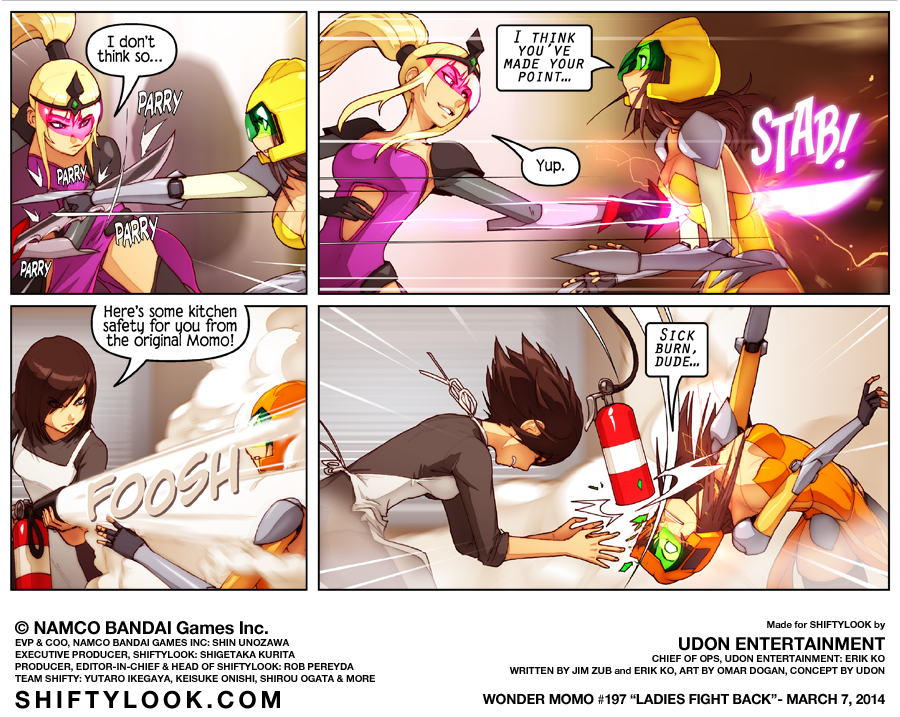 I don't
think so...
PARRY
PARRY
PARRY
PARRY
I THINK
YOU'VE
MADE YOUR
POINT...
Yup.
STAB!
Here's some kitchen
safety for you from
the original Momo!
FOOSH
SICK
BURN,
DUDE...
© NAMCO BANDAI Games Inc.
EVP & COO, NAMCO BANDAI GAMES INC: SHIN UNOZAWA
EXECUTIVE PRODUCER, SHIFTYLOOK: SHIGETAKA KURITA
PRODUCER, EDITOR-IN-CHIEF & HEAD OF SHIFTYLOOK: ROB PEREYDA
TEAM SHIFTY: YUTARO IKEGAYA, KEISUKE ONISHI, SHIROU OGATA & MORE
SHIFTYLOOK.COM
Made for SHIFTYLOOK by
UDON ENTERTAINMENT
CHIEF OF OPS, UDON ENTERTAINMENT: ERIK KO
WRITTEN BY JIM ZUB and ERIK KO, ART BY OMAR DOGAN, CONCEPT BY UDON
WONDER MOMO #197 "LADIES FIGHT BACK"- MARCH 7, 2014